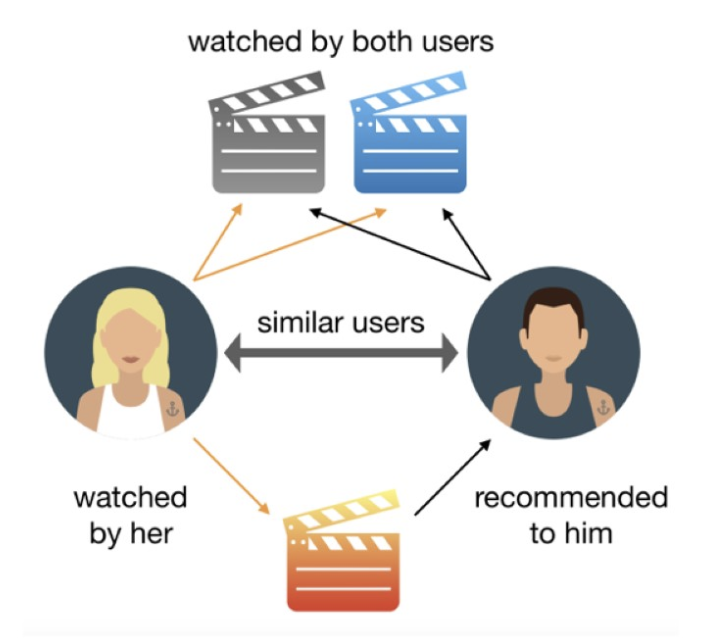 watched by both users
similar users
watched
by her
recommended
to him